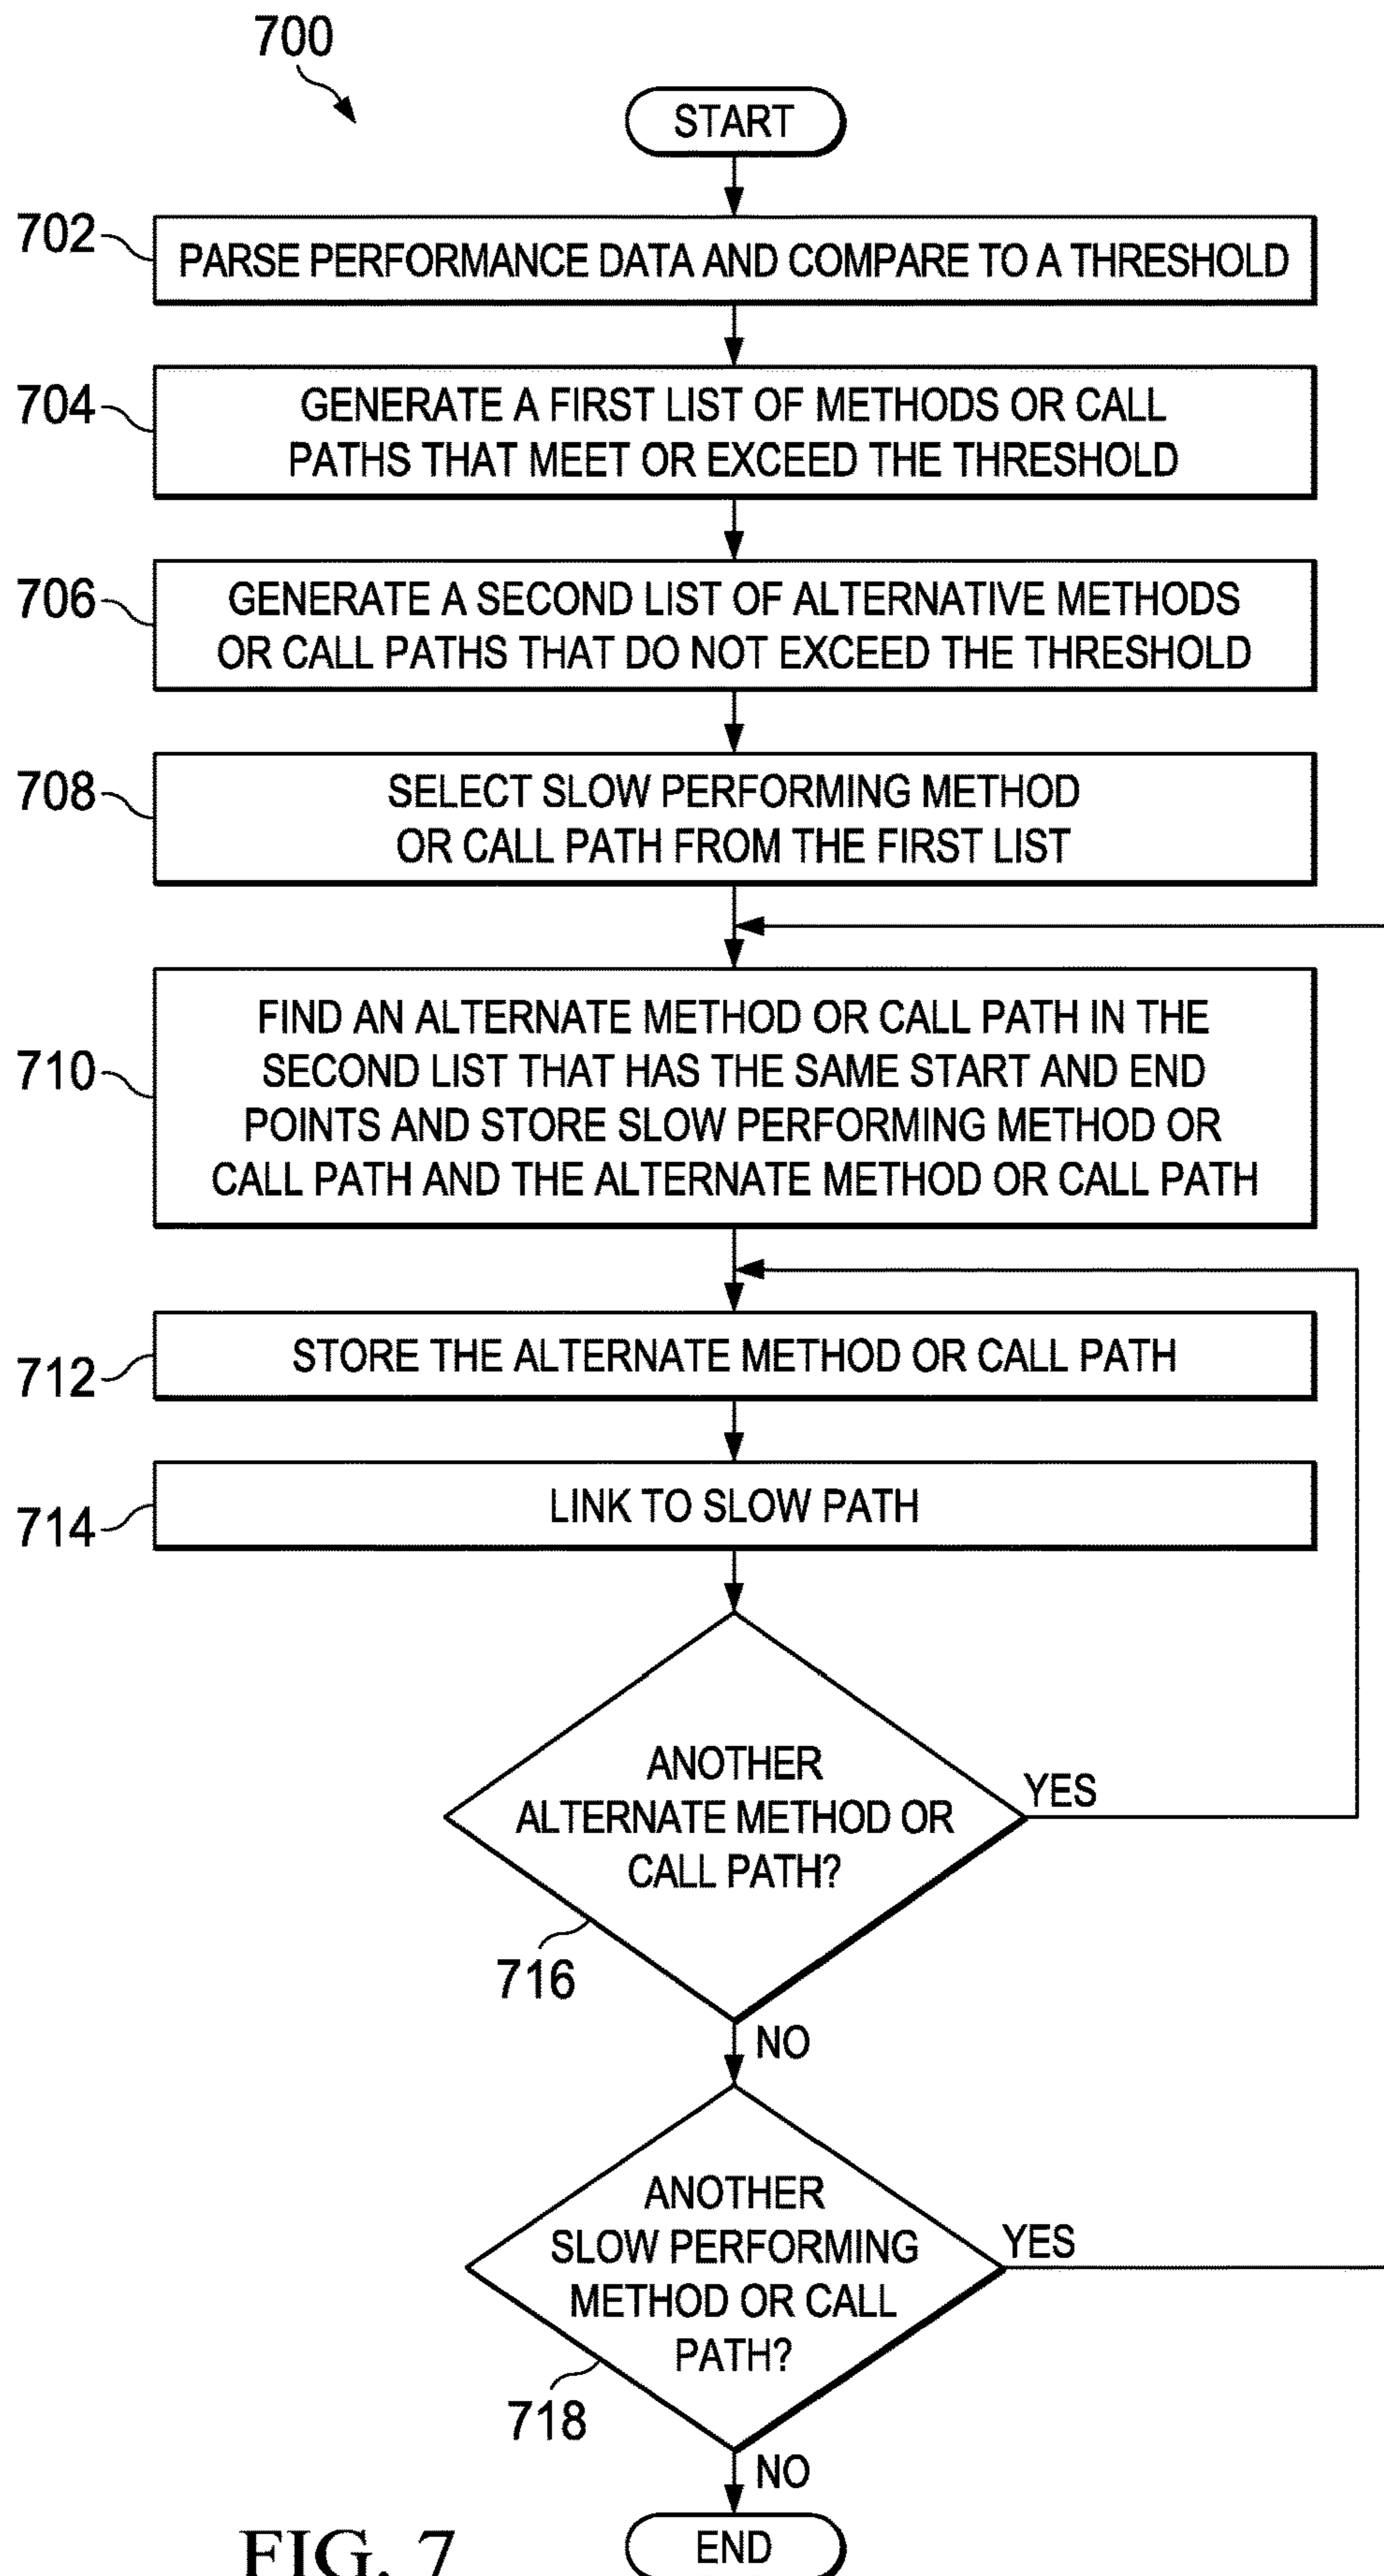 700
START
702
PARSE PERFORMANCE DATA AND COMPARE TO A THRESHOLD
704
GENERATE A FIRST LIST OF METHODS OR CALL
PATHS THAT MEET OR EXCEED THE THRESHOLD
706
GENERATE A SECOND LIST OF ALTERNATIVE METHODS
OR CALL PATHS THAT DO NOT EXCEED THE THRESHOLD
708
SELECT SLOW PERFORMING METHOD
OR CALL PATH FROM THE FIRST LIST
710
FIND AN ALTERNATE METHOD OR CALL PATH IN THE
SECOND LIST THAT HAS THE SAME START AND END
POINTS AND STORE SLOW PERFORMING METHOD OR
CALL PATH AND THE ALTERNATE METHOD OR CALL PATH
712
STORE THE ALTERNATE METHOD OR CALL PATH
714
LINK TO SLOW PATH
ANOTHER
ALTERNATE METHOD OR
CALL PATH?
YES
716
NO
ANOTHER
SLOW PERFORMING
METHOD OR CALL
PATH?
YES
718
NO
END
FIG. 7